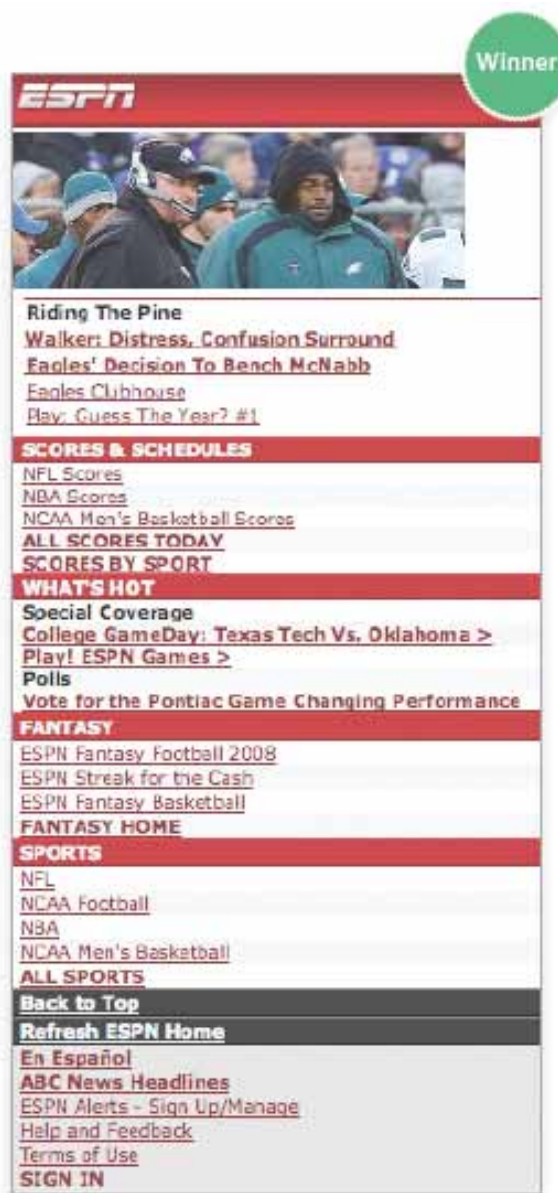 Winner
ESPN
Riding The Pine
Walker: Distress, Confusion Surround
Eagles' Decision To Bench McNabb
Eagles Clubhouse
Play: Guess The Year? #1
SCORES & SCHEDULES
NFL Scores
NBA Scores
NCAA Men's Basketball Scores
ALL SCORES TODAY
SCORES BY SPORT
WHAT'S HOT
Special Coverage
College GameDay: Texas Tech Vs. Oklahoma >
Play! ESPN Games >
Polls
Vote for the Pontiac Game Changing Performance
FANTASY
ESPN Fantasy Football 2008
ESPN Streak for the Cash
ESPN Fantasy Basketball
FANTASY HOME
SPORTS
NFL
NCAA Football
NBA
NCAA Men's Basketball
ALL SPORTS
Back to Top
Refresh ESPN Home
En Español
ABC News Headlines
ESPN Alerts - Sign Up/Manage
Help and Feedback
Terms of Use
SIGN IN